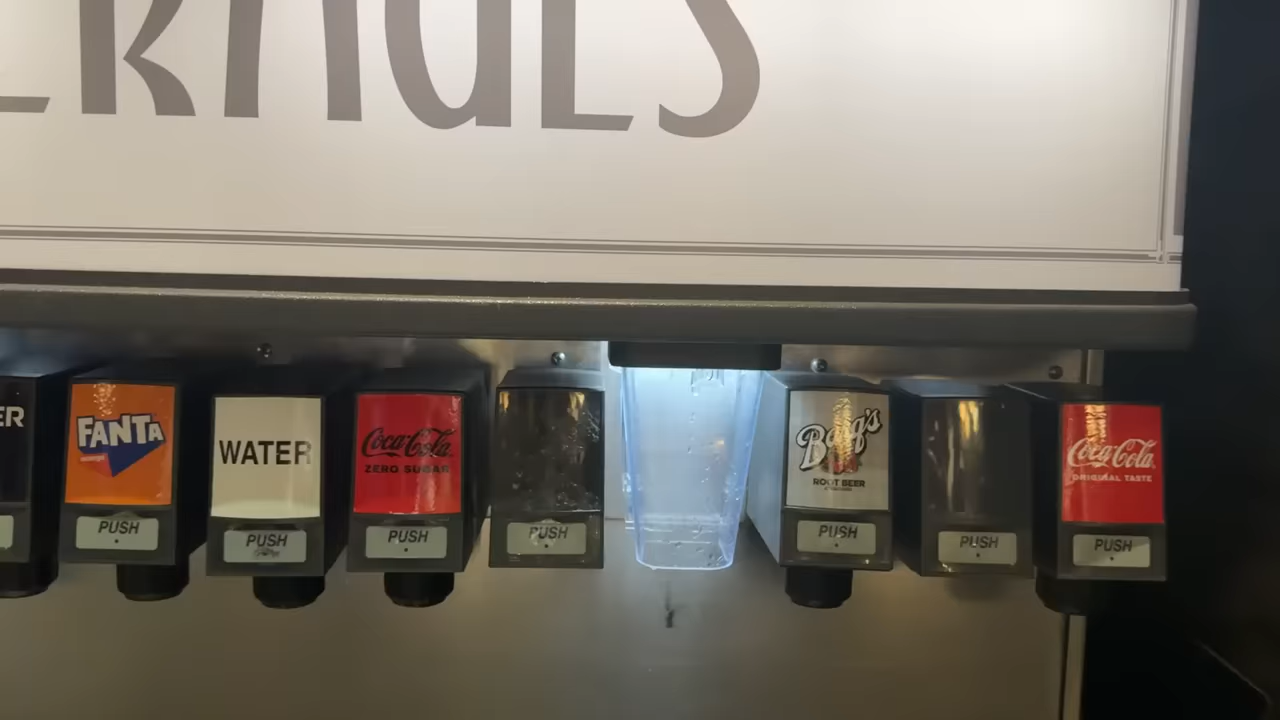 ERAGES
ER
FANTA
PUSH
WATER
PUSH
Coca-Cola
ZERO SUGAR
PUSH
PUSH
Barq's
ROOT BEER
PUSH
PUSH
Coca-Cola
ORIGINAL TASTE
PUSH